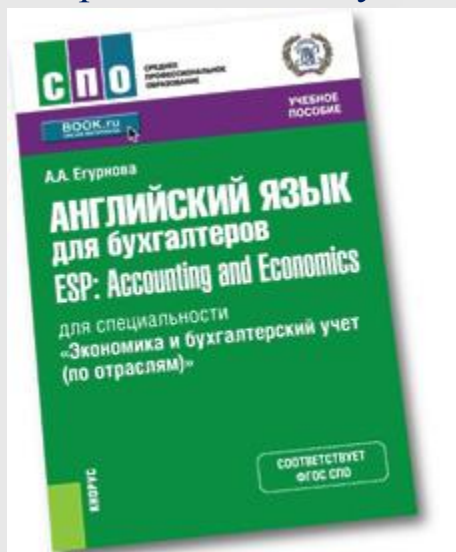 СПО
СРЕДНЕЕ
ПРОФЕССИОНАЛЬНОЕ
ОБРАЗОВАНИЕ
УЧЕБНОЕ
ПОСОБИЕ
BOOK.ru
А.А. Егурнова
АНГЛИЙСКИЙ ЯЗЫК
для бухгалтеров
ESP: Accounting and Economics
для специальности
«Экономика и бухгалтерский учет
(по отраслям)»
СООТВЕТСТВУЕТ
ФГОС СПО
КНОРУС